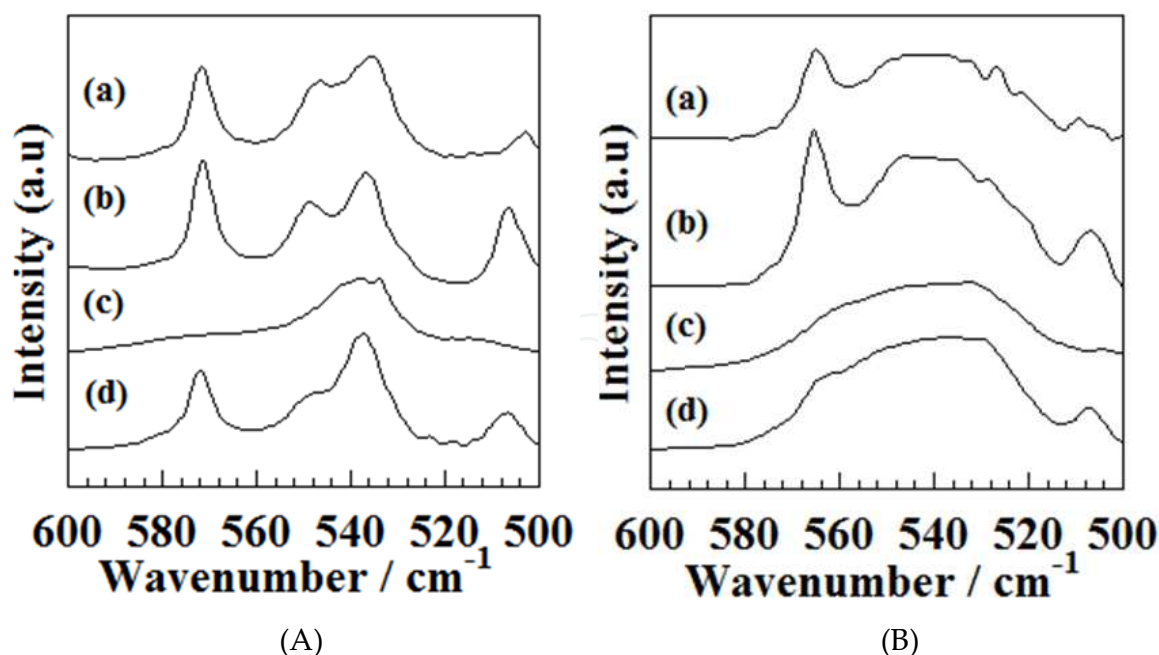 Intensity (a.u)
(a)
(b)
(c)
(d)
600 580 560 540 520 500
Wavenumber / cm⁻¹
(A)
Intensity (a.u)
(a)
(b)
(c)
(d)
600 580 560 540 520 500
Wavenumber / cm⁻¹
(B)